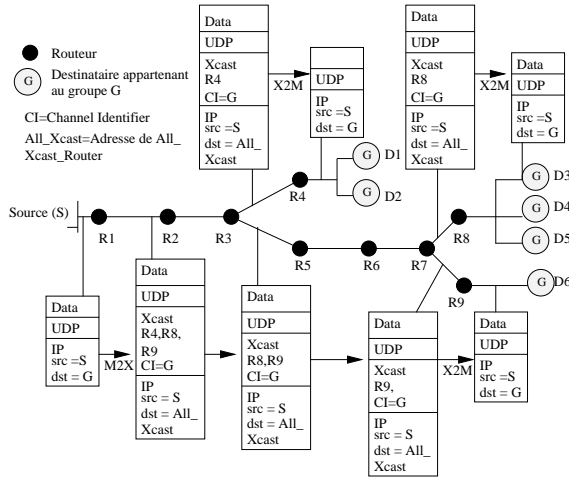 Routeur
G
Destinataire appartenant
au groupe G
CI=Channel Identifier
All_Xcast=Adresse de All_
Xcast_Router
Data
UDP
Xcast
R4
CI=G
IP
src =S
dst = All_
Xcast
X2M
UDP
IP
src =S
dst = G
Data
UDP
Xcast
R8
CI=G
IP
src =S
dst = All_
Xcast
X2M
Data
UDP
IP
src =S
dst = G
G D1
G D2
G D3
G D4
G D5
G D6
Source (S)
R1
R2
R3
R4
R5
R6
R7
R8
R9
Data
UDP
IP
src =S
dst = G
M2X
Data
UDP
Xcast
R4,R8,
R9
CI=G
IP
src = S
dst = All_
Xcast
Data
UDP
Xcast
R8,R9
CI=G
IP
src = S
dst = All_
Xcast
Data
UDP
Xcast
R9,
CI=G
IP
src = S
dst = All_
Xcast
X2M
Data
UDP
IP
src =S
dst = G